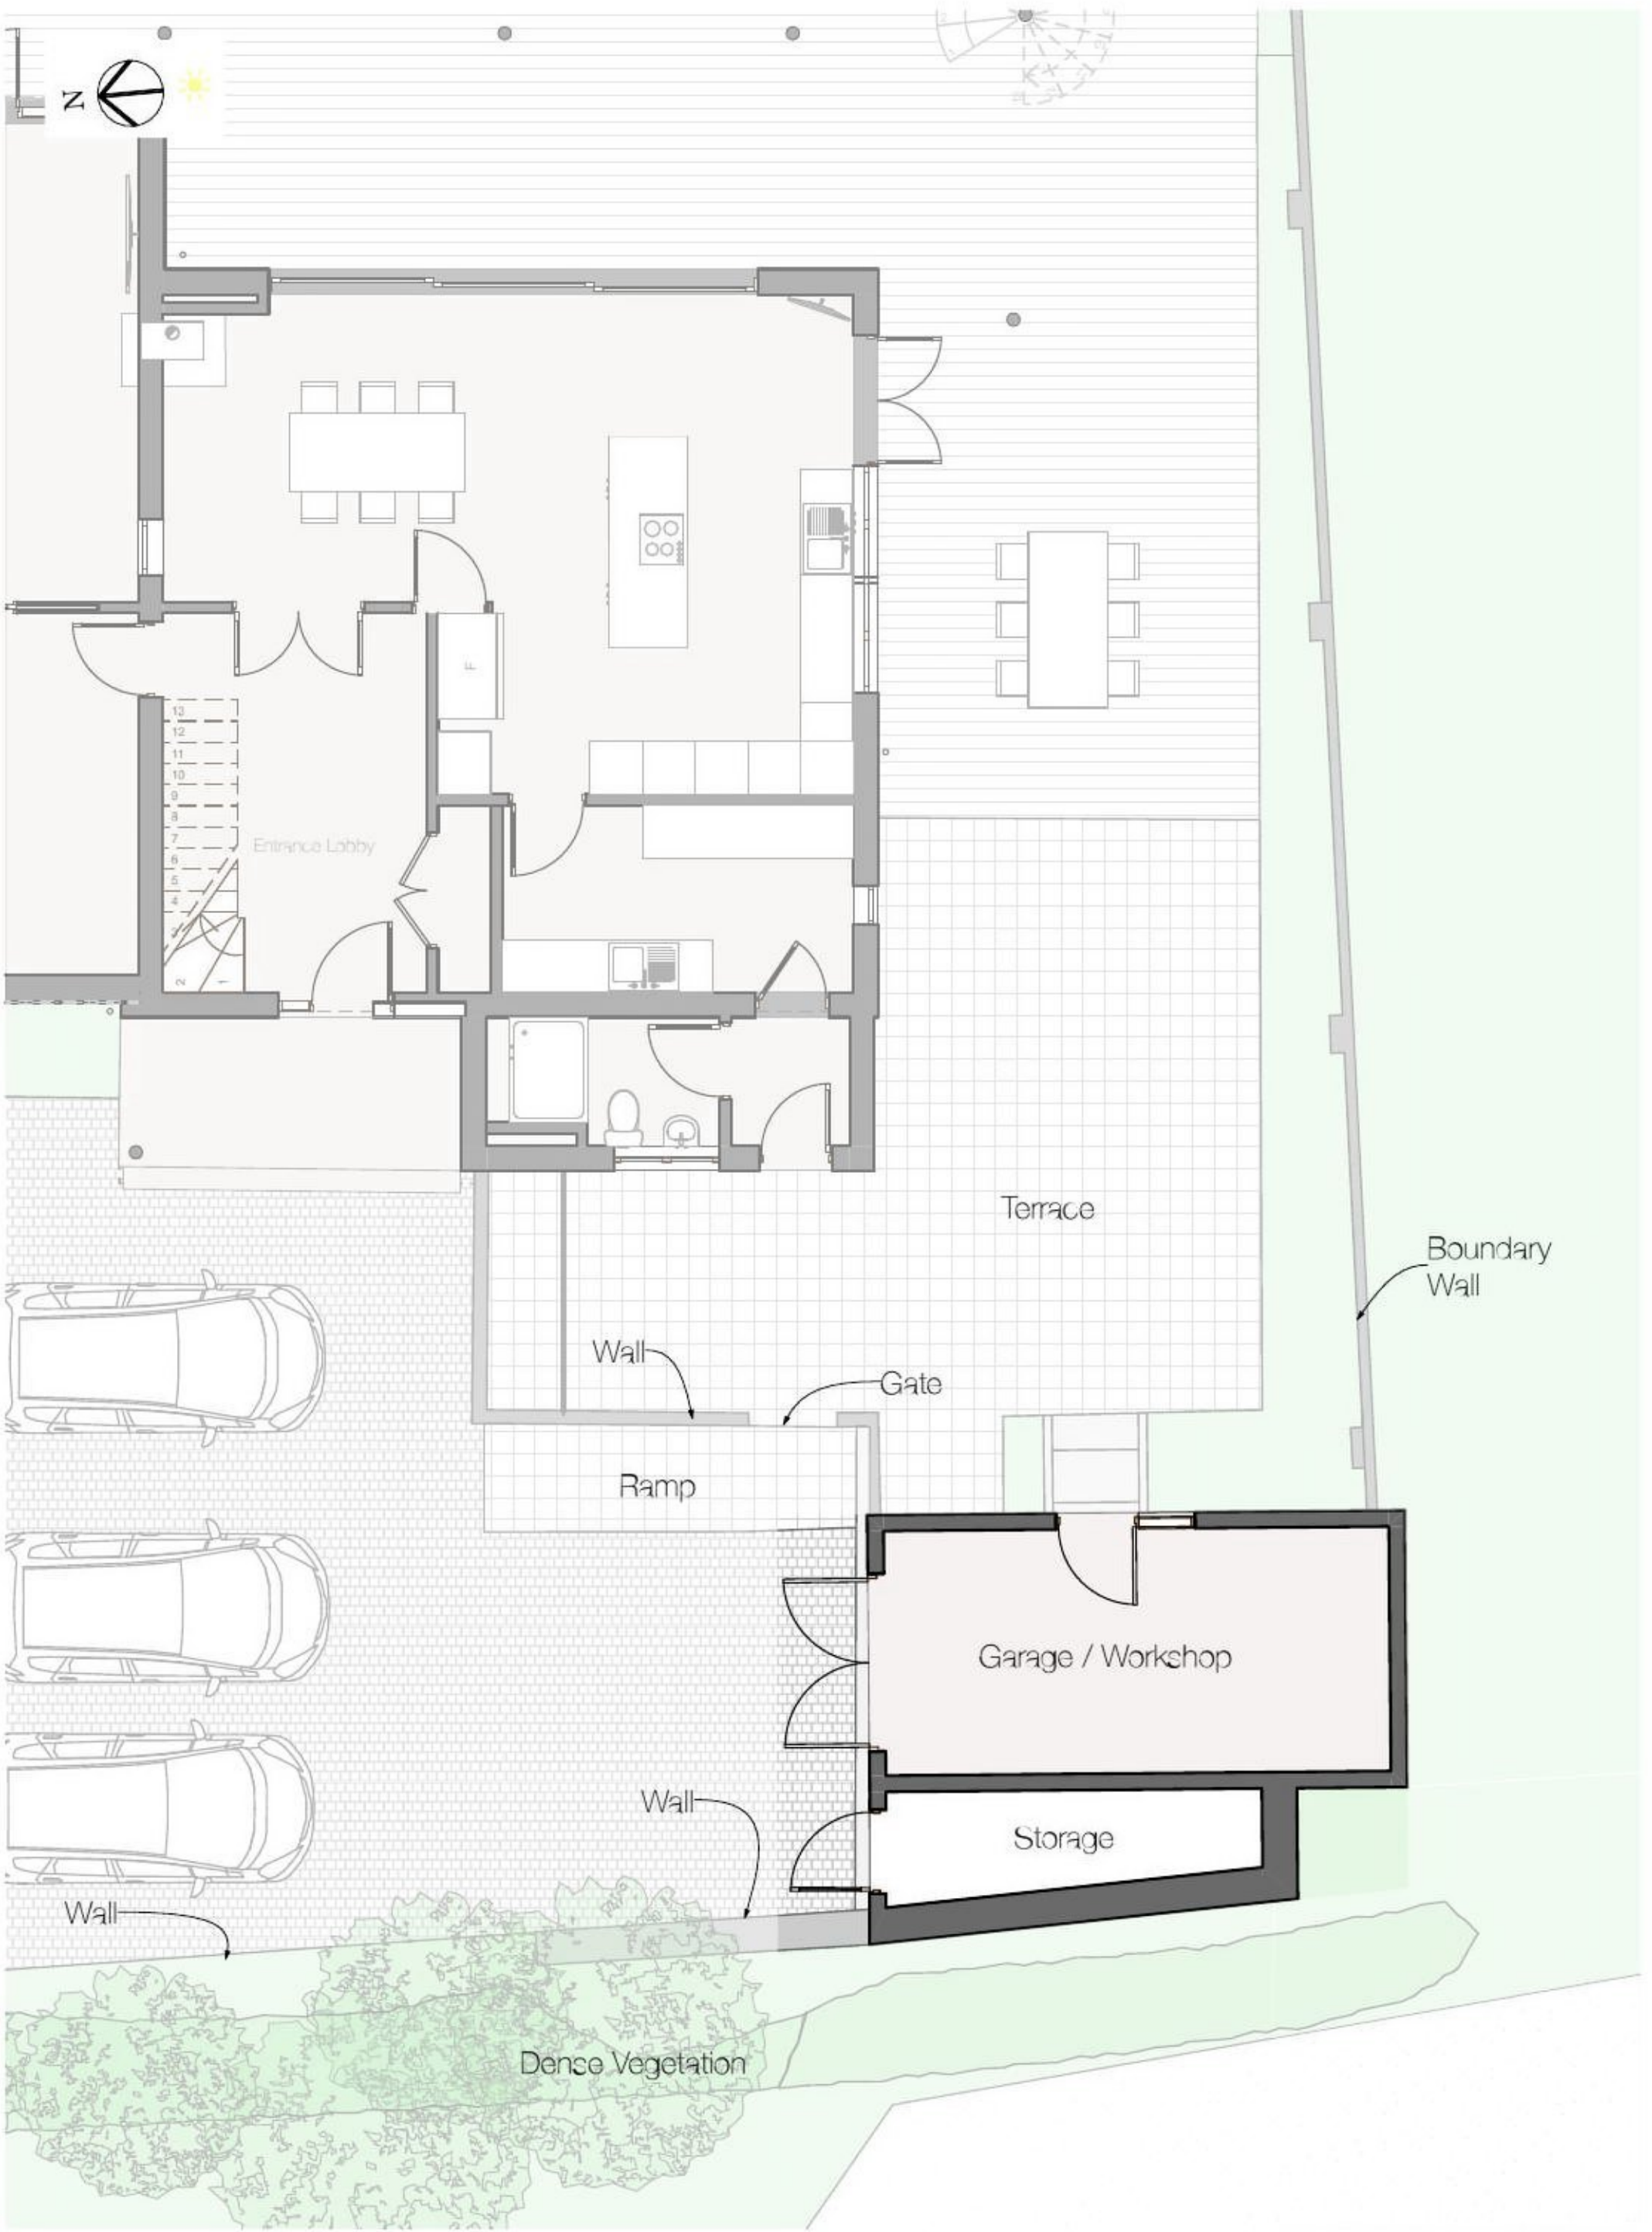 N
F
13
12
11
10
9
8
7
6
5
4
3
2
1
Entrance Lobby
Terrace
Boundary
Wall
Wall
Gate
Ramp
Garage / Workshop
Wall
Storage
Wall
Dense Vegetation